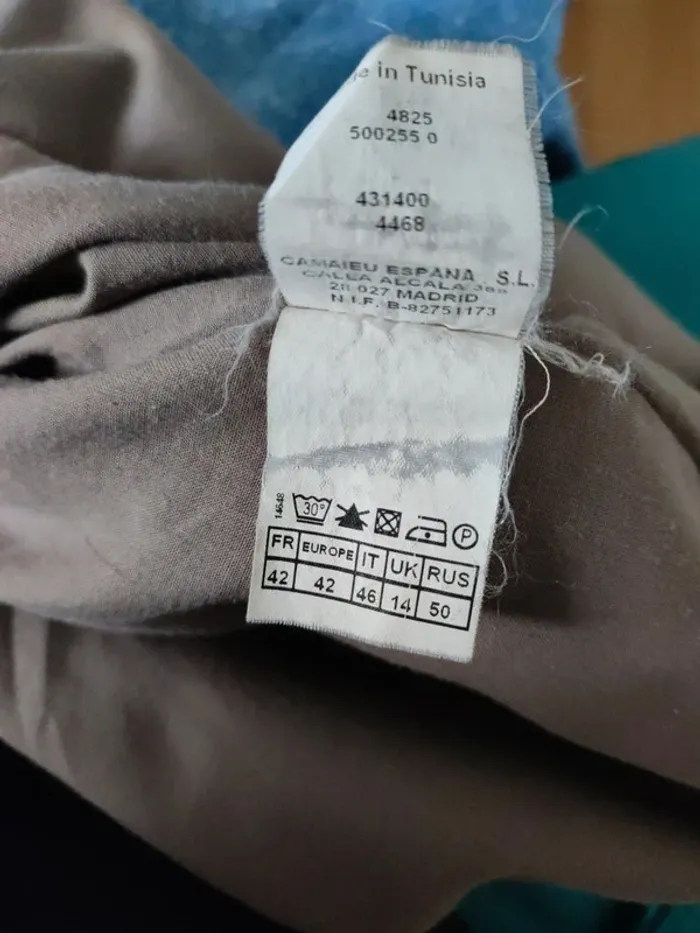 in Tunisia
4825
500255 0
431400
4468
CAMAIEU ESPANA . S.L.
ALCALA
28 027 MADRID
N.I.F. B-82751173
14648
30°
P
FR EUROPE IT UK RUS
42 42 46 14 50